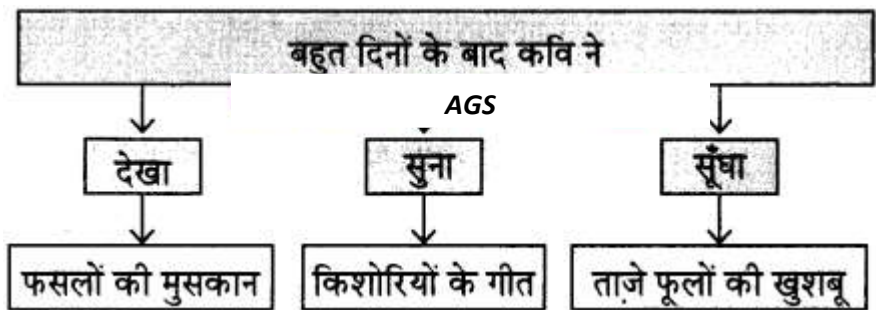 बहुत दिनों के बाद कवि ने
AGS
देखा
सुना
सूँघा
फसलों की मुसकान
किशोरियों के गीत
ताज़े फूलों की खुशबू